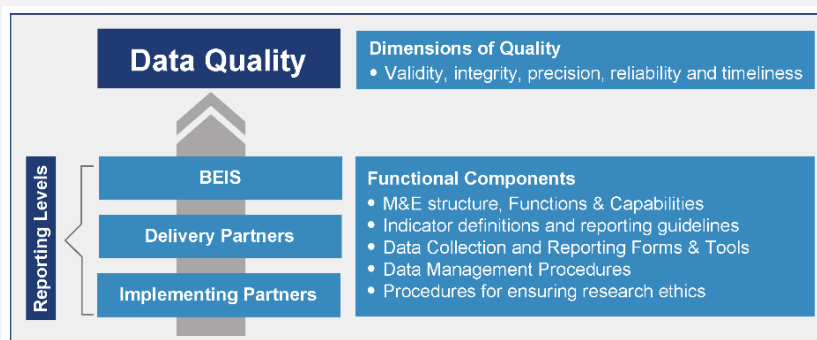 Data Quality
Dimensions of Quality
• Validity, integrity, precision, reliability and timeliness
Reporting Levels
BEIS
Delivery Partners
Implementing Partners
Functional Components
• M&E structure, Functions & Capabilities
• Indicator definitions and reporting guidelines
• Data Collection and Reporting Forms & Tools
• Data Management Procedures
• Procedures for ensuring research ethics